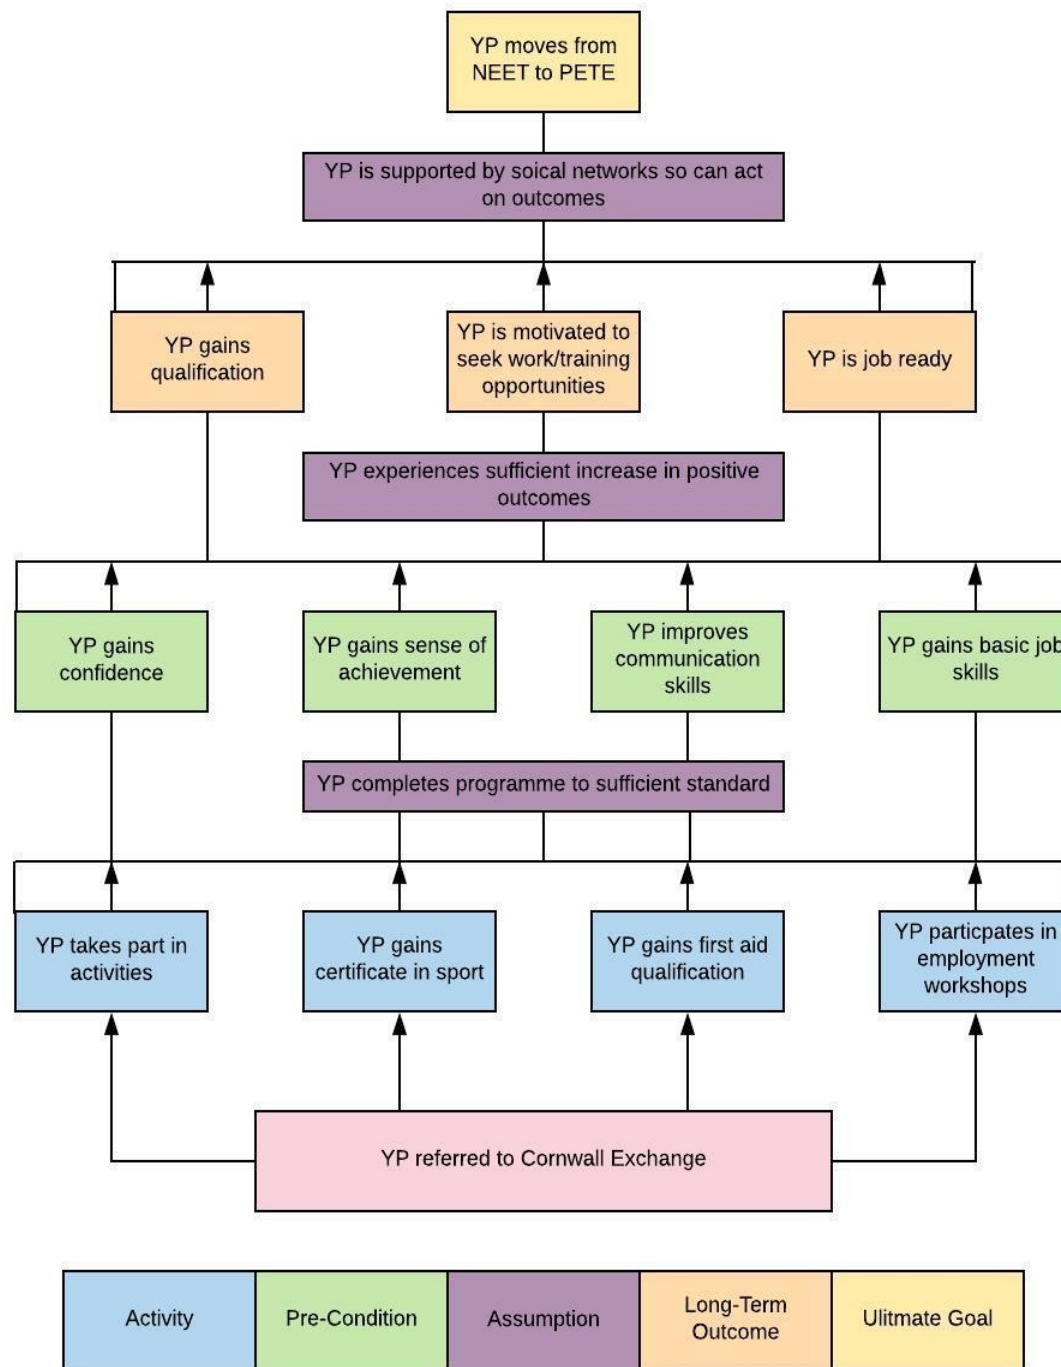 YP moves from
NEET to PETE
YP is supported by soical networks so can act
on outcomes
YP gains
qualification
YP is motivated to
seek work/training
opportunities
YP is job ready
YP experiences sufficient increase in positive
outcomes
YP gains
confidence
YP gains sense of
achievement
YP improves
communication
skills
YP gains basic job
skills
YP completes programme to sufficient standard
YP takes part in
activities
YP gains
certificate in sport
YP gains first aid
qualification
YP particpates in
employment
workshops
YP referred to Cornwall Exchange
Activity
Pre-Condition
Assumption
Long-Term
Outcome
Ulitmate Goal